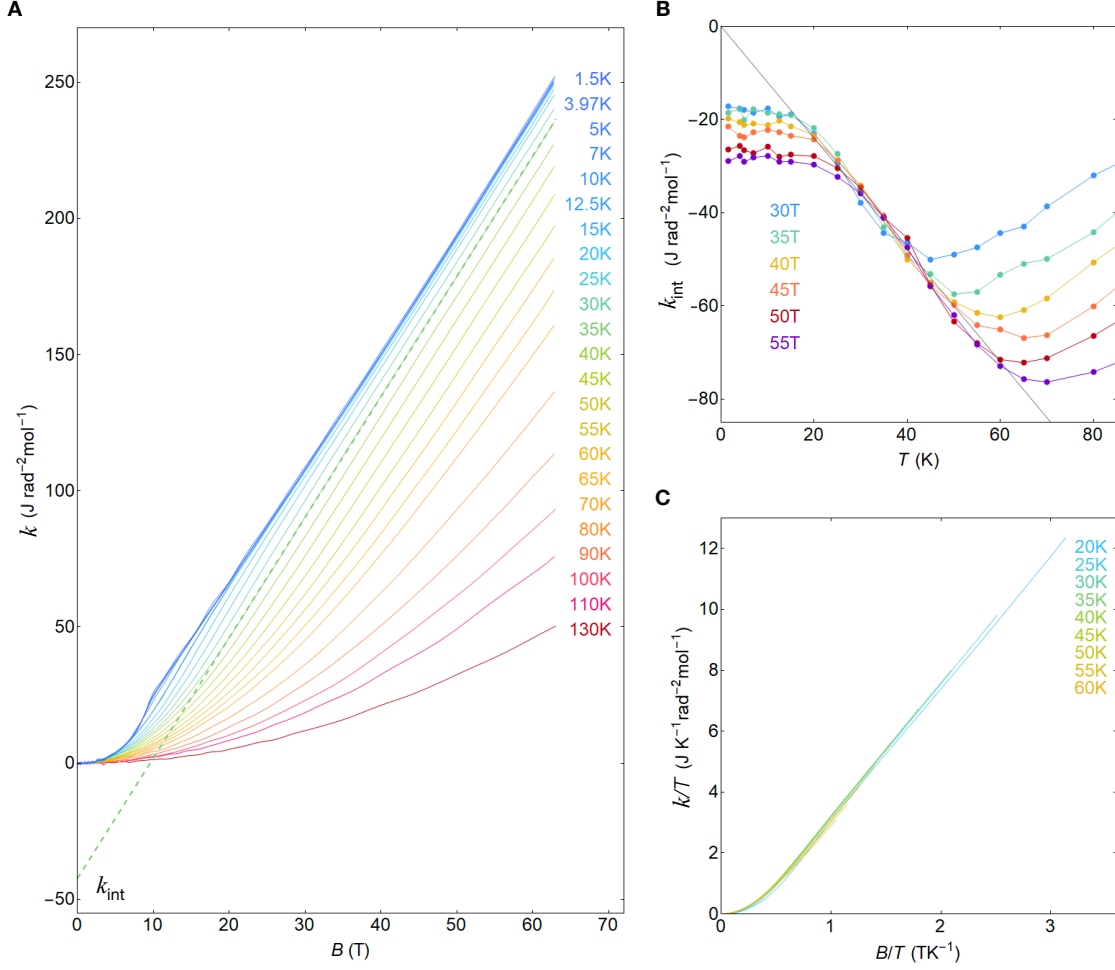 A
k (J rad⁻²mol⁻¹)
250
200
150
100
50
0
−50
0
10
20
30
40
50
60
70
B (T)
k_int
1.5K
3.97K
5K
7K
10K
12.5K
15K
20K
25K
30K
35K
40K
45K
50K
55K
60K
65K
70K
80K
90K
100K
110K
130K
B
k_int (J rad⁻²mol⁻¹)
0
−20
−40
−60
−80
0
20
40
60
80
T (K)
30T
35T
40T
45T
50T
55T
C
k/T (J K⁻¹rad⁻²mol⁻¹)
12
10
8
6
4
2
0
0
1
2
3
B/T (TK⁻¹)
20K
25K
30K
35K
40K
45K
50K
55K
60K